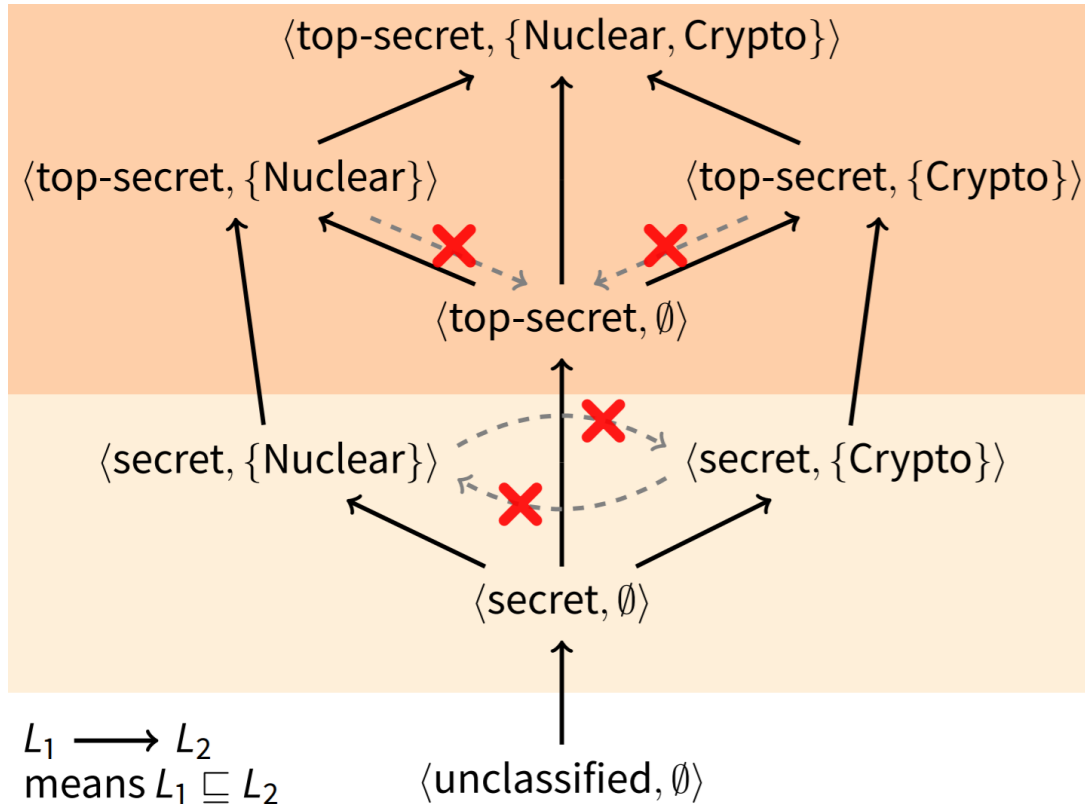 ⟨top-secret, {Nuclear, Crypto}⟩
⟨top-secret, {Nuclear}⟩
⟨top-secret, {Crypto}⟩
⟨top-secret, ∅⟩
⟨secret, {Nuclear}⟩
⟨secret, {Crypto}⟩
⟨secret, ∅⟩
L₁ ⟶ L₂
means L₁ ⊑ L₂
⟨unclassified, ∅⟩